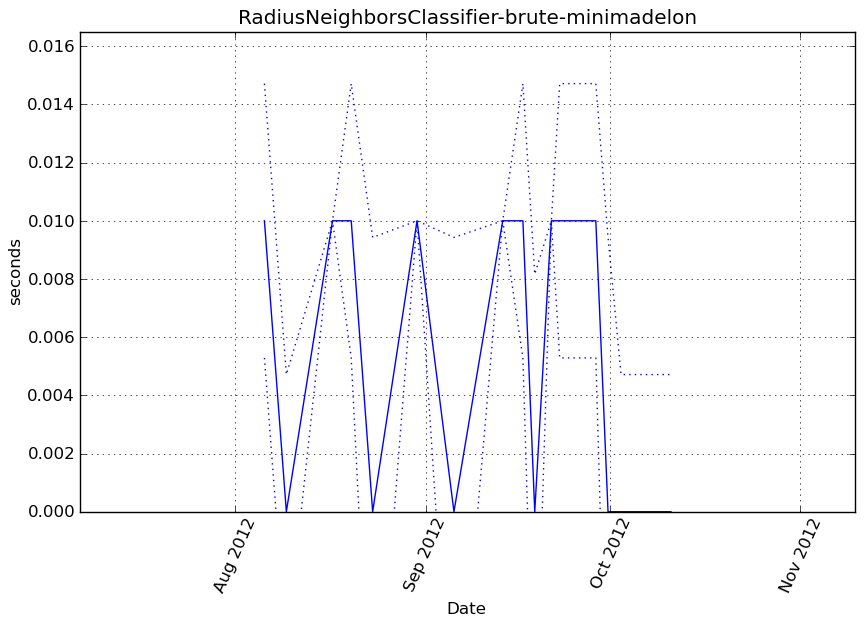 RadiusNeighborsClassifier-brute-minimadelon
0.016
0.014
0.012
0.010
0.008
0.006
0.004
0.002
0.000
seconds
Aug 2012
Sep 2012
Oct 2012
Nov 2012
Date